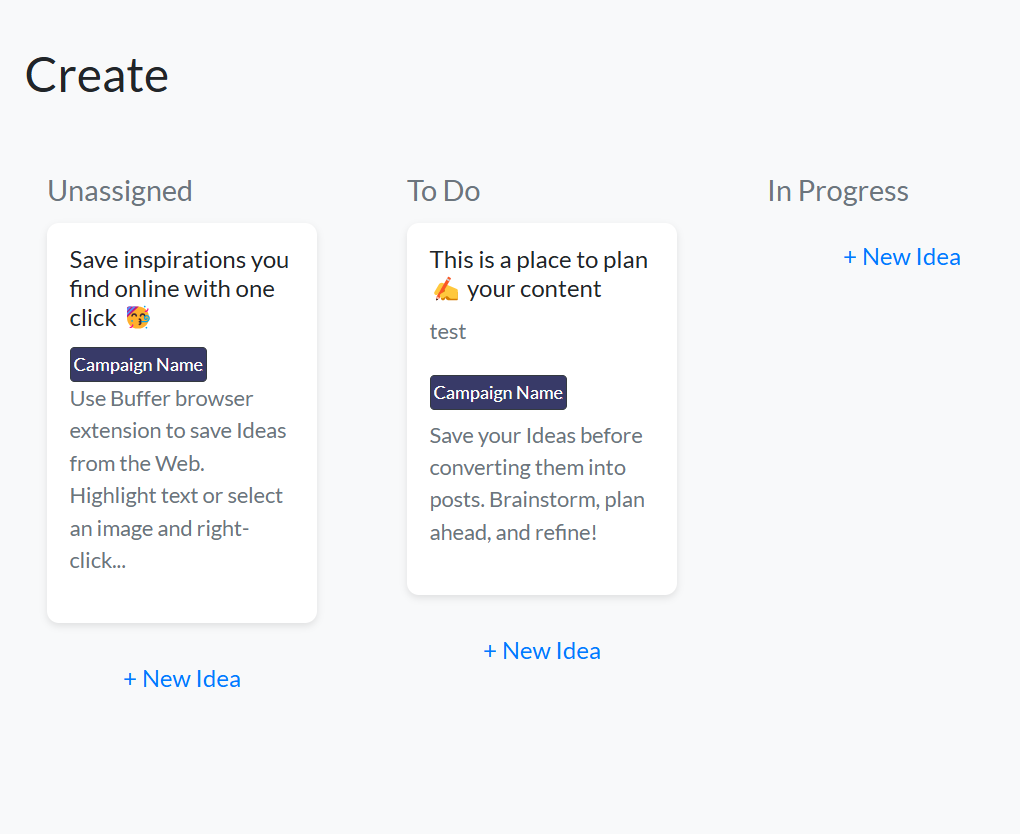 Create
Unassigned
Save inspirations you
find online with one
click 🥳
Campaign Name
Use Buffer browser
extension to save Ideas
from the Web.
Highlight text or select
an image and right-
click...
+ New Idea
To Do
This is a place to plan
✍️ your content
test
Campaign Name
Save your Ideas before
converting them into
posts. Brainstorm, plan
ahead, and refine!
+ New Idea
In Progress
+ New Idea